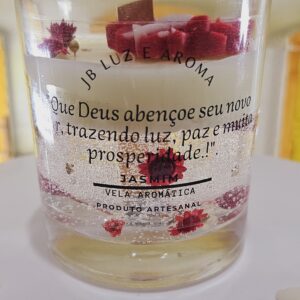 JB LUZ E AROMA
"Que Deus abençoe seu novo
r, trazendo luz, paz e muita
prosperidade.!!".
JASMIM
VELA AROMÁTICA
PRODUTO ARTESANAL